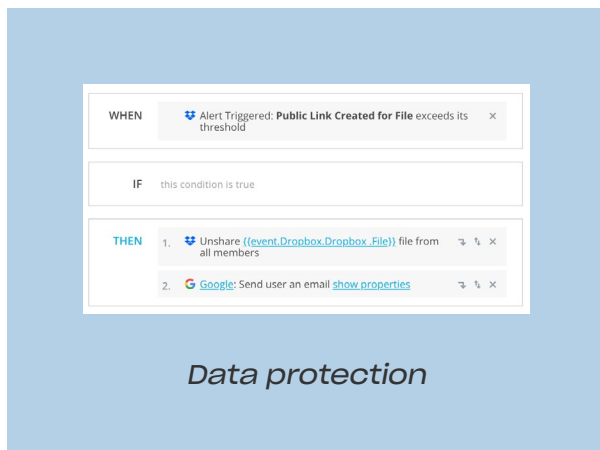 WHEN
Alert Triggered: Public Link Created for File exceeds its
threshold
IF
this condition is true
THEN
1. Unshare {{event.Dropbox.Dropbox .File}} file from
all members
2. Google: Send user an email show properties
Data protection